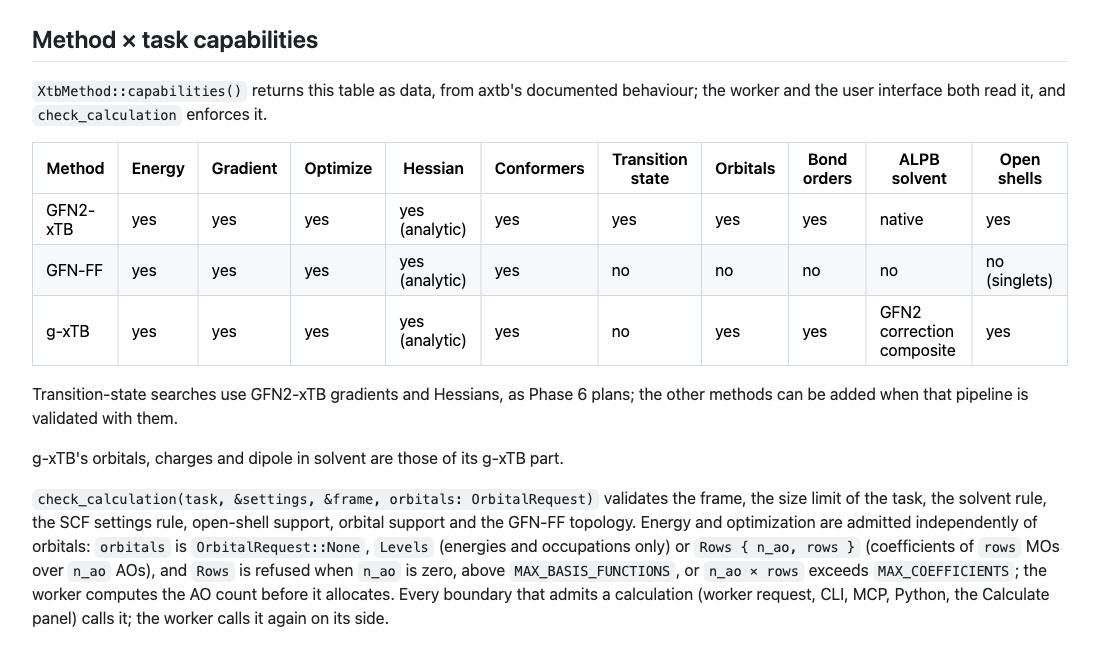 Method × task capabilities
XtbMethod::capabilities() returns this table as data, from axtb's documented behaviour; the worker and the user interface both read it, and
check_calculation enforces it.
Method Energy Gradient Optimize Hessian Conformers Transition state Orbitals Bond orders ALPB solvent Open shells
GFN2-xTB yes yes yes yes (analytic) yes yes yes yes native yes
GFN-FF yes yes yes yes (analytic) yes no no no no no (singlets)
g-xTB yes yes yes yes (analytic) yes no yes yes GFN2 correction composite yes
Transition-state searches use GFN2-xTB gradients and Hessians, as Phase 6 plans; the other methods can be added when that pipeline is
validated with them.
g-xTB's orbitals, charges and dipole in solvent are those of its g-xTB part.
check_calculation(task, &settings, &frame, orbitals: OrbitalRequest) validates the frame, the size limit of the task, the solvent rule,
the SCF settings rule, open-shell support, orbital support and the GFN-FF topology. Energy and optimization are admitted independently of
orbitals: orbitals is OrbitalRequest::None, Levels (energies and occupations only) or Rows { n_ao, rows } (coefficients of rows MOs
over n_ao AOs), and Rows is refused when n_ao is zero, above MAX_BASIS_FUNCTIONS, or n_ao × rows exceeds MAX_COEFFICIENTS; the
worker computes the AO count before it allocates. Every boundary that admits a calculation (worker request, CLI, MCP, Python, the Calculate
panel) calls it; the worker calls it again on its side.